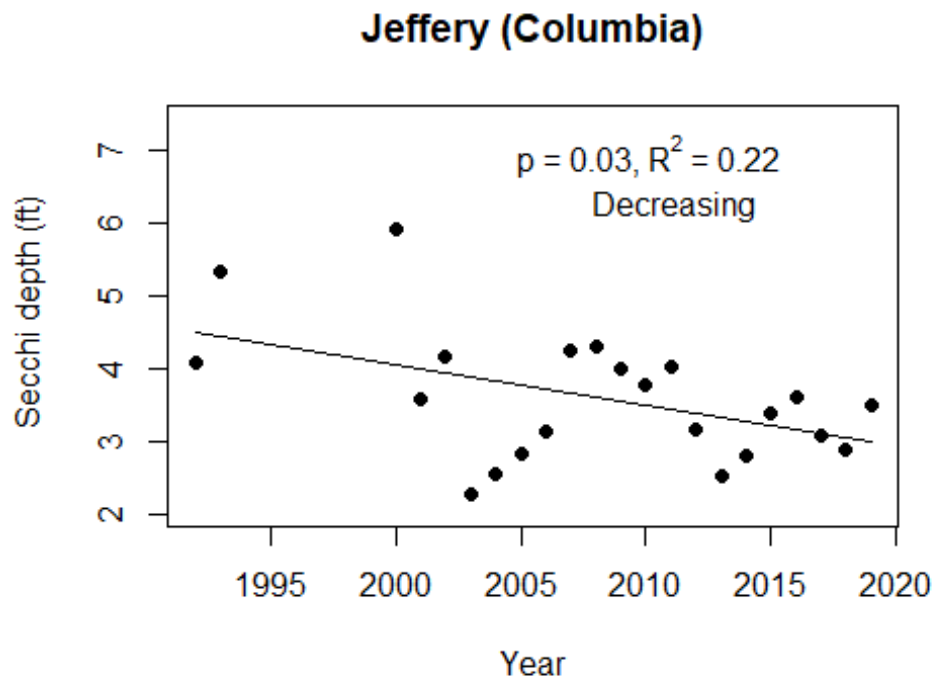 Jeffery (Columbia)
p = 0.03, R² = 0.22
Decreasing
Secchi depth (ft)
7
6
5
4
3
2
1995 2000 2005 2010 2015 2020
Year